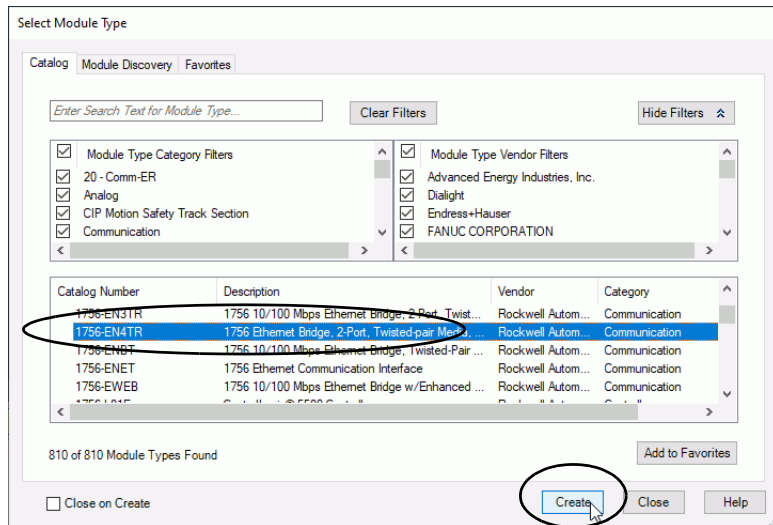 Select Module Type
Catalog Module Discovery Favorites
Enter Search Text for Module Type... Clear Filters Hide Filters
Module Type Category Filters Module Type Vendor Filters
20 - Comm-ER Advanced Energy Industries, Inc.
Analog Dialight
CIP Motion Safety Track Section Endress+Hauser
Communication FANUC CORPORATION
Catalog Number Description Vendor Category
1756-EN3TR 1756 10/100 Mbps Ethernet Bridge, 2-Port, Twist... Rockwell Autom... Communication
1756-EN4TR 1756 Ethernet Bridge, 2-Port, Twisted-pair Media, ... Rockwell Autom... Communication
1756-ENBT 1756 10/100 Mbps Ethernet Bridge, Twisted-Pair ... Rockwell Autom... Communication
1756-ENET 1756 Ethernet Communication Interface Rockwell Autom... Communication
1756-EWEB 1756 10/100 Mbps Ethernet Bridge w/Enhanced ... Rockwell Autom... Communication
810 of 810 Module Types Found Add to Favorites
Close on Create Create Close Help